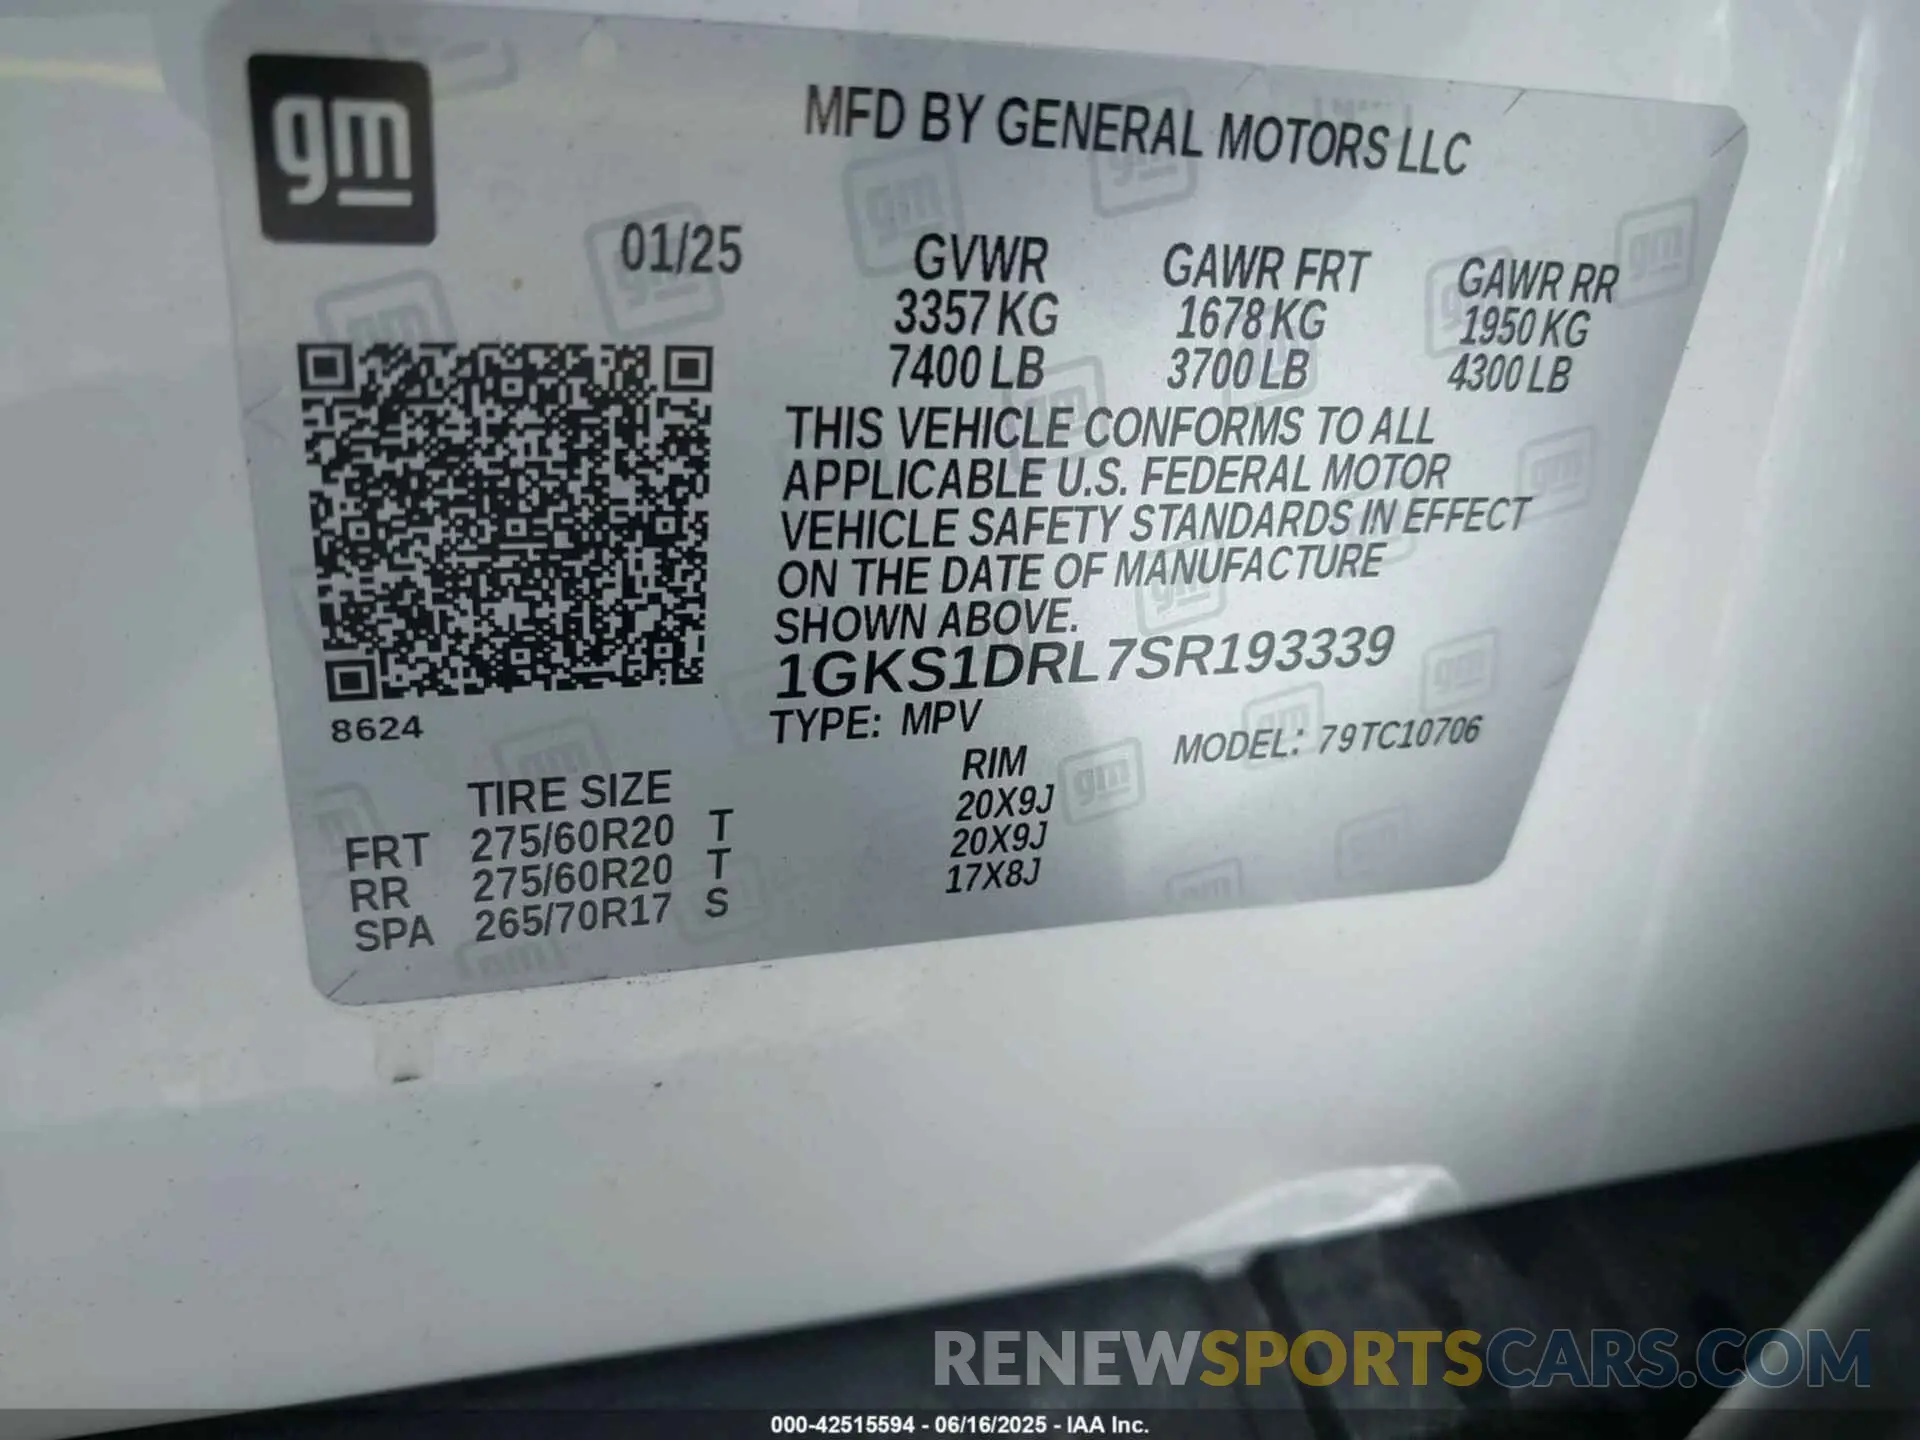 gm
MFD BY GENERAL MOTORS LLC
01/25
GVWR GAWR FRT GAWR RR
3357 KG 1678 KG 1950 KG
7400 LB 3700 LB 4300 LB
THIS VEHICLE CONFORMS TO ALL
APPLICABLE U.S. FEDERAL MOTOR
VEHICLE SAFETY STANDARDS IN EFFECT
ON THE DATE OF MANUFACTURE
SHOWN ABOVE.
1GKS1DRL7SR193339
8624
TYPE: MPV MODEL: 79TC10706
TIRE SIZE RIM
FRT 275/60R20 T 20X9J
RR 275/60R20 T 20X9J
SPA 265/70R17 S 17X8J
RENEWSPORTSCARS.COM
000-42515594 - 06/16/2025 - IAA Inc.